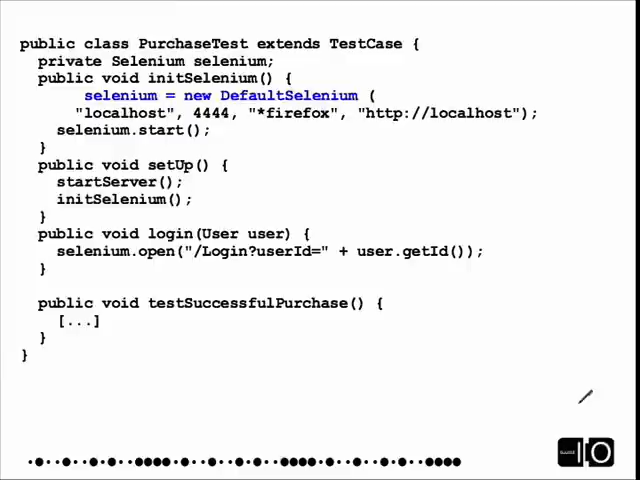 public class PurchaseTest extends TestCase {
private Selenium selenium;
public void initSelenium() {
selenium = new DefaultSelenium (
"localhost", 4444, "*firefox", "http://localhost");
selenium.start();
}
public void setUp() {
startServer();
initSelenium();
}
public void login(User user) {
selenium.open("/Login?userId=" + user.getId());
}
public void testSuccessfulPurchase() {
[...]
}
}
IO